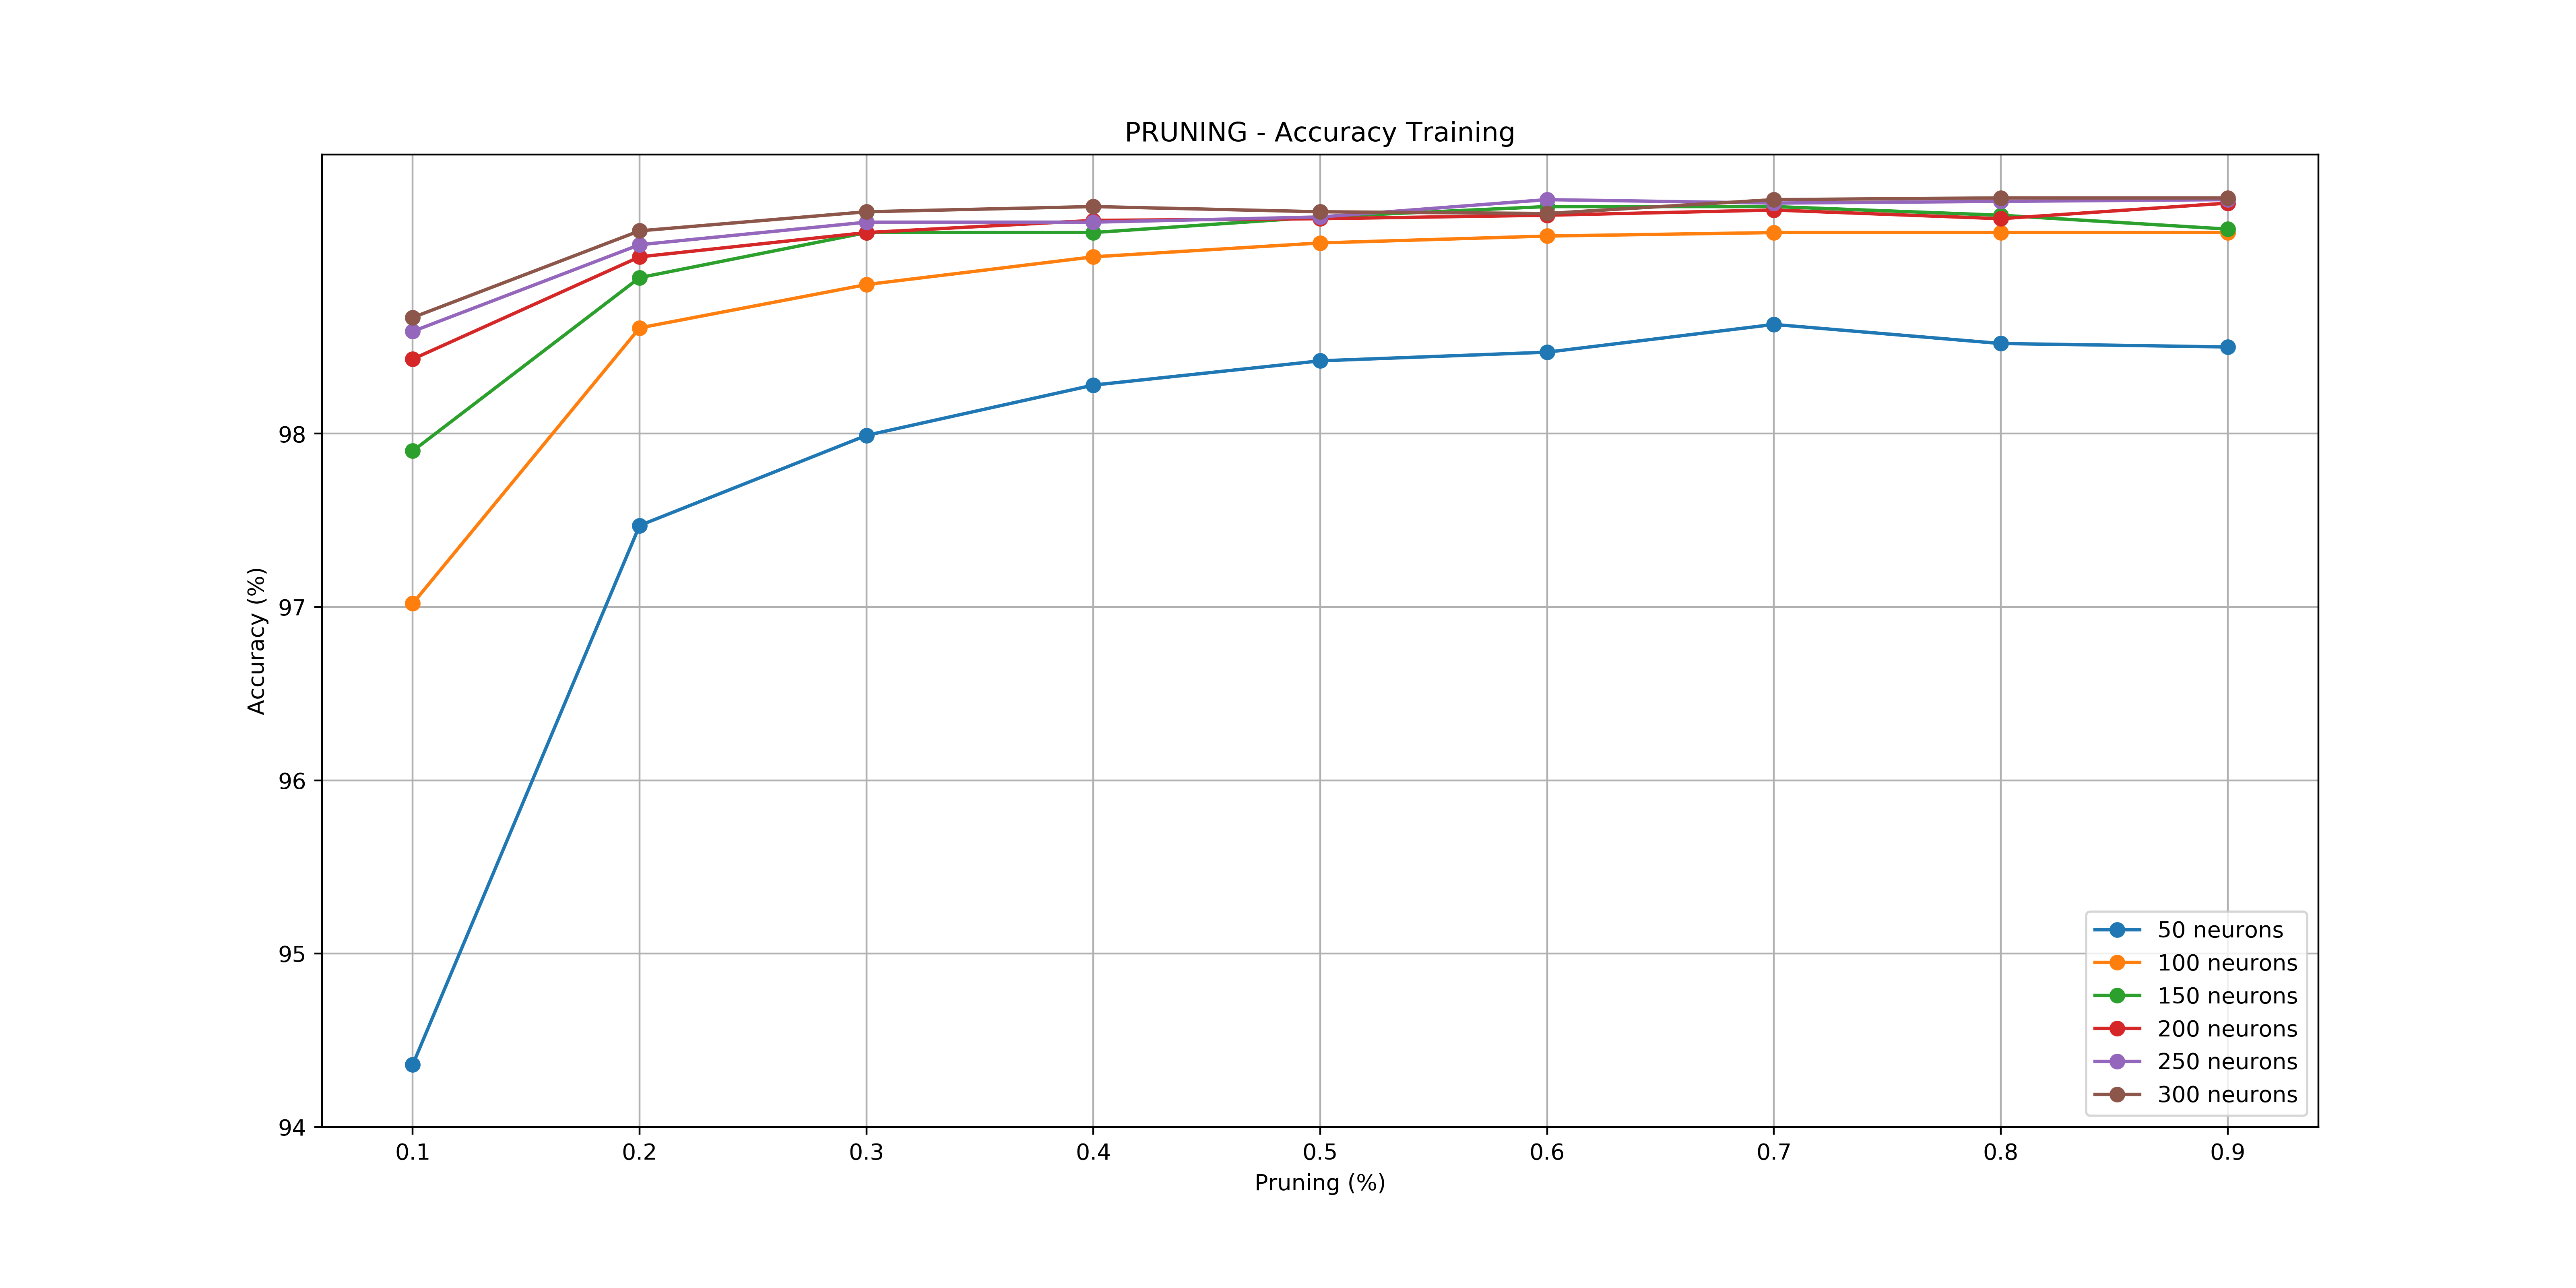 PRUNING - Accuracy Training
Accuracy (%)
98
97
96
95
94
0.1 0.2 0.3 0.4 0.5 0.6 0.7 0.8 0.9
Pruning (%)
50 neurons
100 neurons
150 neurons
200 neurons
250 neurons
300 neurons